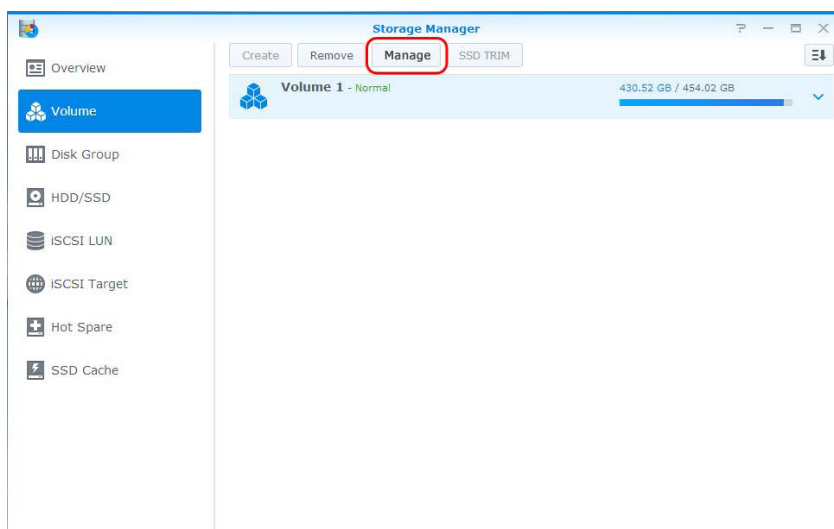 Storage Manager
?
Overview
Volume
Disk Group
HDD/SSD
iSCSI LUN
iSCSI Target
Hot Spare
SSD Cache
Create Remove Manage SSD TRIM
Volume 1 - Normal 430.52 GB / 454.02 GB